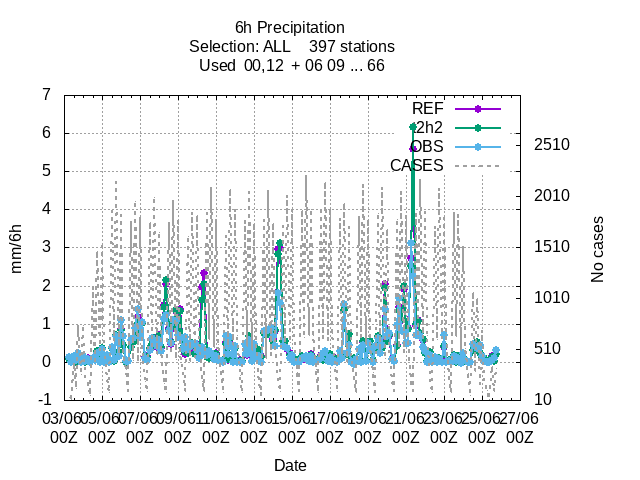 6h Precipitation
Selection: ALL 397 stations
Used 00,12 + 06 09 ... 66
REF
2h2
OBS
CASES
7
6
5
4
3
2
1
0
-1
mm/6h
2510
2010
1510
1010
510
10
No cases
03/06 05/06 07/06 09/06 11/06 13/06 15/06 17/06 19/06 21/06 23/06 25/06 27/06
00Z 00Z 00Z 00Z 00Z 00Z 00Z 00Z 00Z 00Z 00Z 00Z 00Z
Date